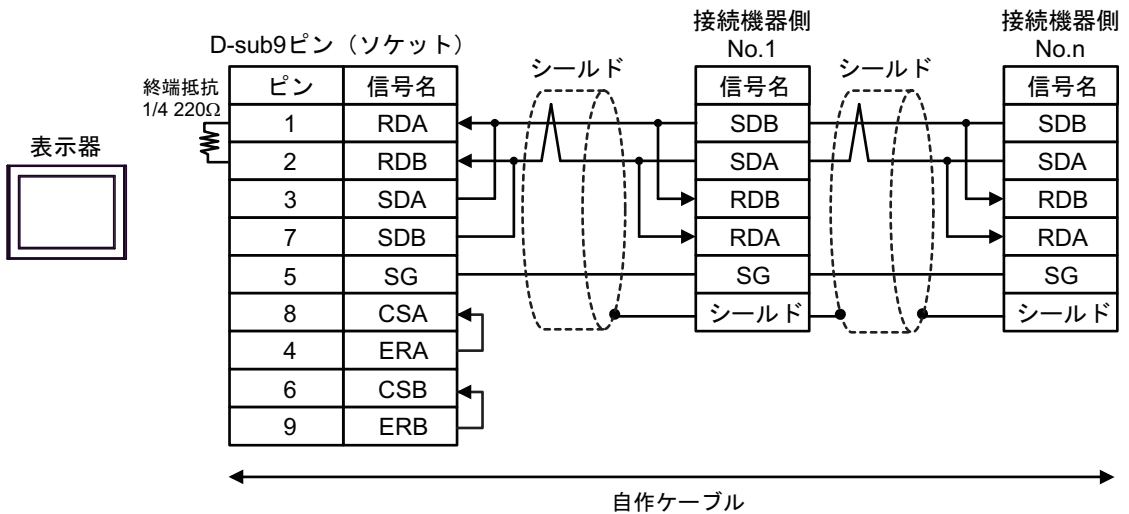 表示器
終端抵抗
1/4 220Ω
D-sub9ピン（ソケット）
ピン 信号名
1 RDA
2 RDB
3 SDA
7 SDB
5 SG
8 CSA
4 ERA
6 CSB
9 ERB
シールド
接続機器側
No.1
信号名
SDB
SDA
RDB
RDA
SG
シールド
シールド
接続機器側
No.n
信号名
SDB
SDA
RDB
RDA
SG
シールド
自作ケーブル